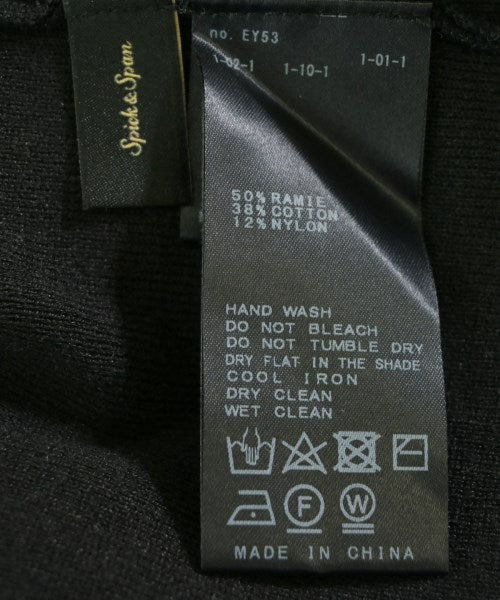 Spick & Span
no. EY53
1-02-1 1-10-1 1-01-1
50% RAMIE
38% COTTON
12% NYLON
HAND WASH
DO NOT BLEACH
DO NOT TUMBLE DRY
DRY FLAT IN THE SHADE
COOL IRON
DRY CLEAN
WET CLEAN
F W
MADE IN CHINA